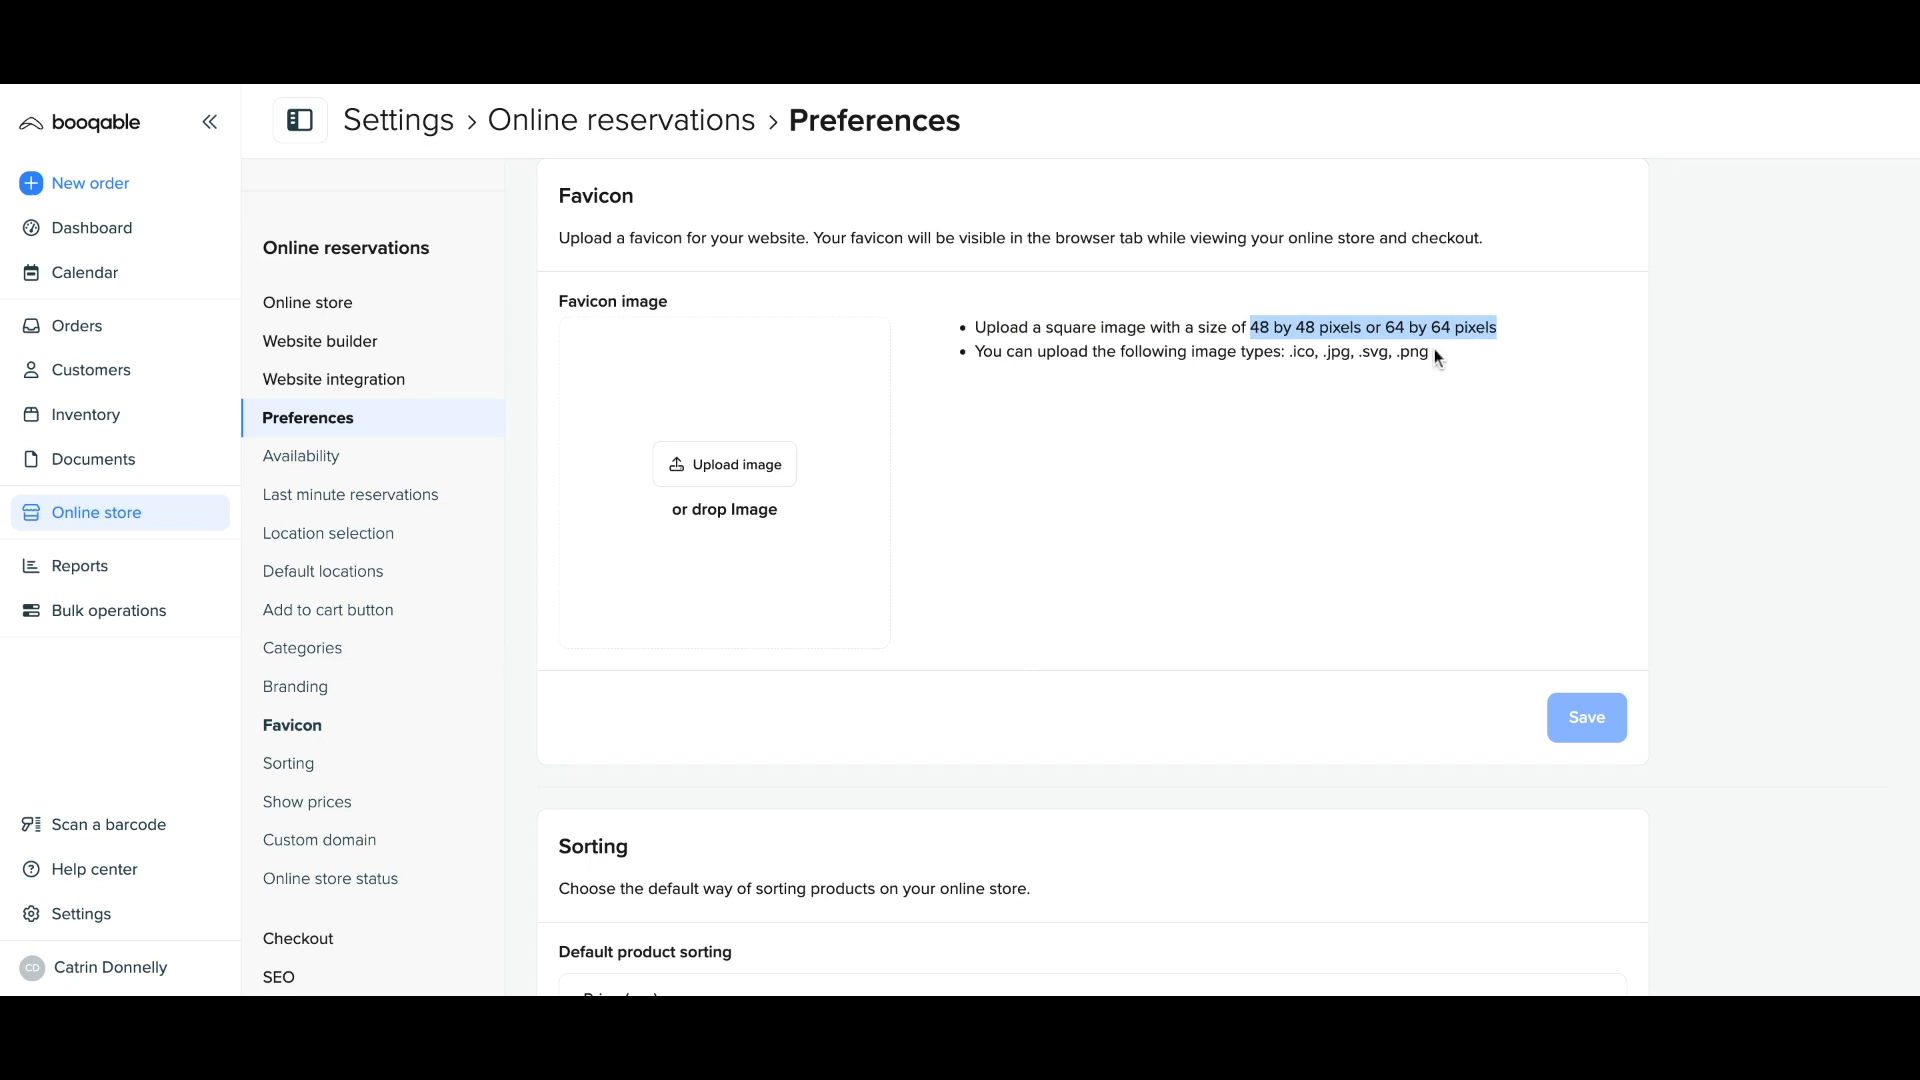 booqable
New order
Dashboard
Calendar
Orders
Customers
Inventory
Documents
Online store
Reports
Bulk operations
Scan a barcode
Help center
Settings
CD Catrin Donnelly
Settings > Online reservations > Preferences
Online reservations
Online store
Website builder
Website integration
Preferences
Availability
Last minute reservations
Location selection
Default locations
Add to cart button
Categories
Branding
Favicon
Sorting
Show prices
Custom domain
Online store status
Checkout
SEO
Favicon
Upload a favicon for your website. Your favicon will be visible in the browser tab while viewing your online store and checkout.
Favicon image
Upload image
or drop Image
• Upload a square image with a size of 48 by 48 pixels or 64 by 64 pixels
• You can upload the following image types: .ico, .jpg, .svg, .png
Save
Sorting
Choose the default way of sorting products on your online store.
Default product sorting